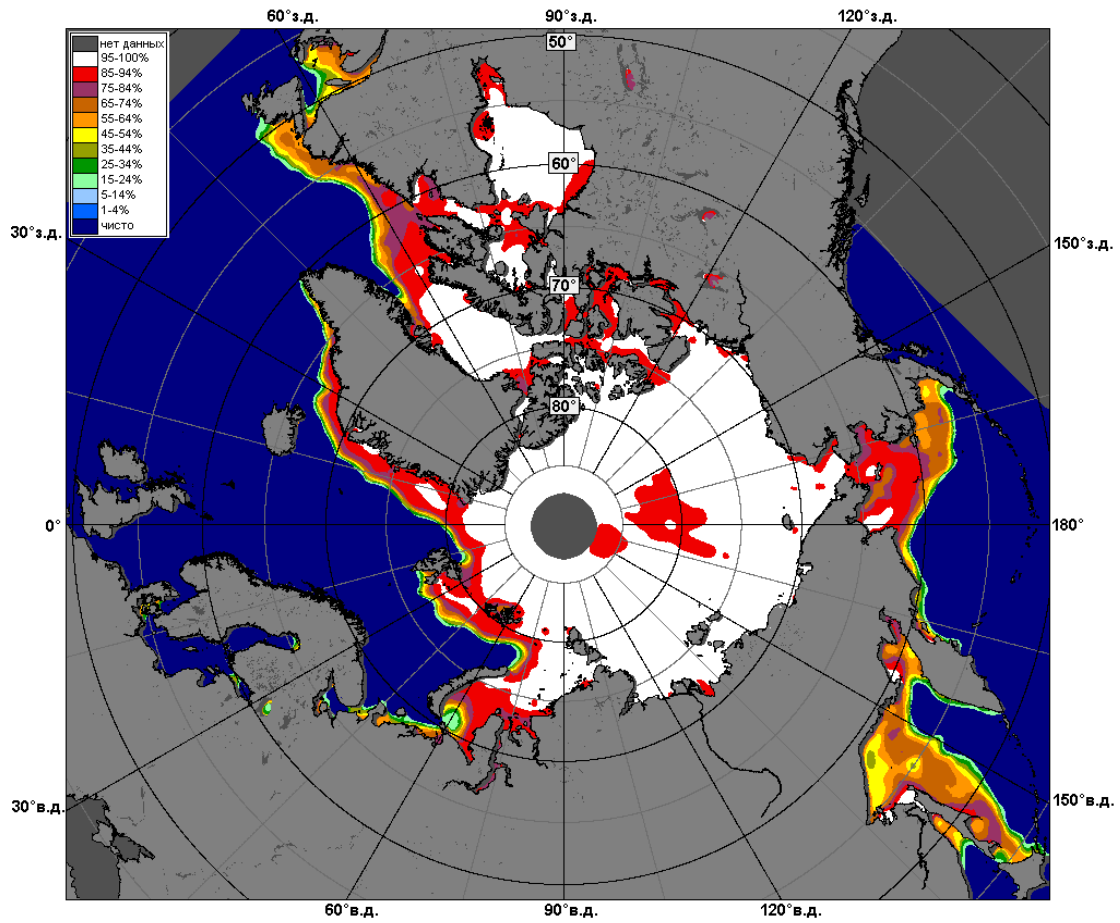 60°з.д.
90°з.д.
120°з.д.
нет данных
95-100%
85-94%
75-84%
65-74%
55-64%
45-54%
35-44%
25-34%
15-24%
5-14%
1-4%
чисто
50°
60°
30°з.д.
150°з.д.
70°
80°
0°
180°
30°в.д.
150°в.д.
60°в.д.
90°в.д.
120°в.д.